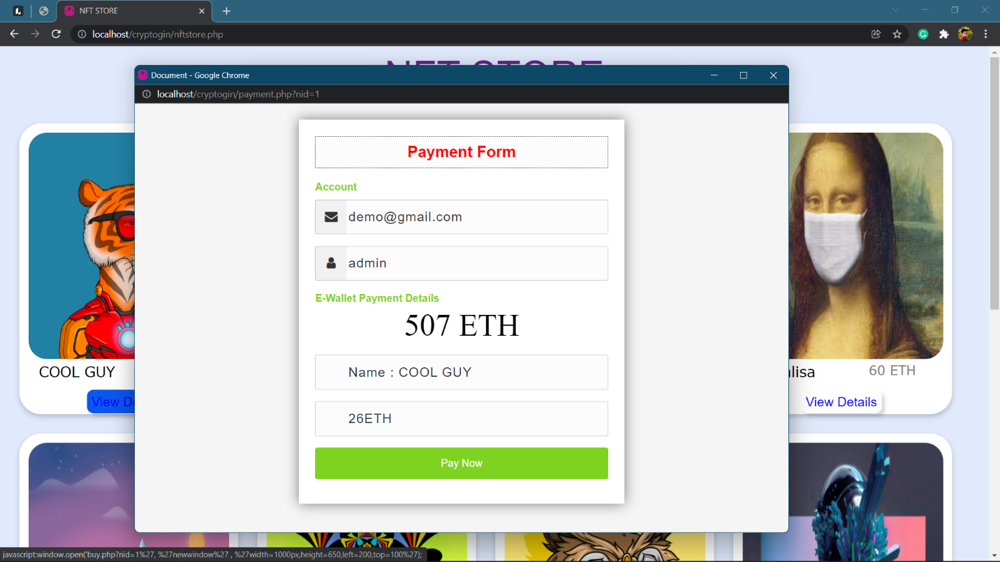 NFT STORE
localhost/cryptogin/nftstore.php
NFT STORE
Document - Google Chrome
localhost/cryptogin/payment.php?nid=1
Payment Form
Account
demo@gmail.com
admin
E-Wallet Payment Details
507 ETH
Name : COOL GUY
26ETH
Pay Now
COOL GUY
View De
lisa
60 ETH
View Details
javascript:window.open('buy.php?nid=1%27, %27newwindow%27 , %27width=1000px,height=650,left=200,top=100%27);